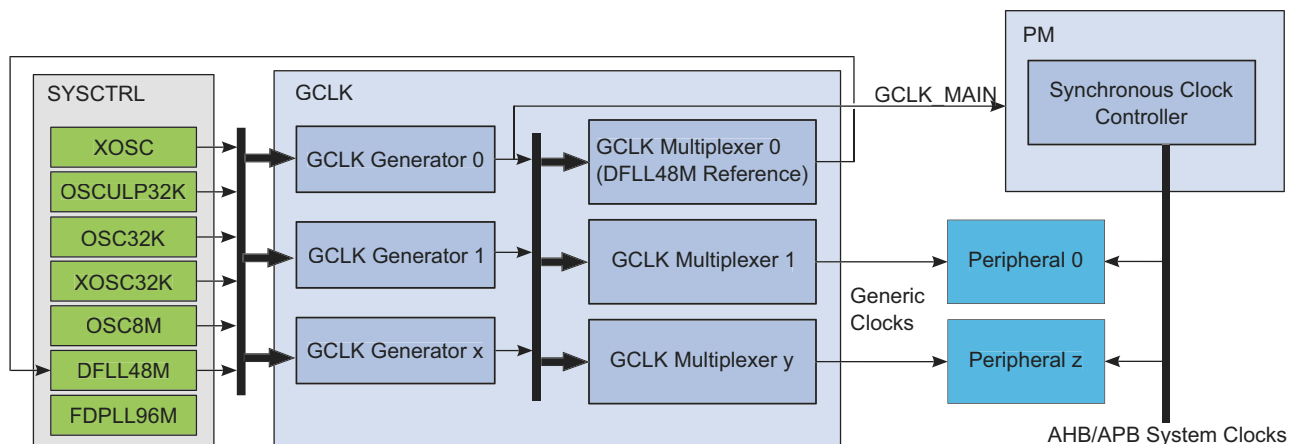 PM
SYSCTRL
GCLK
GCLK_MAIN
Synchronous Clock
Controller
XOSC
OSCULP32K
OSC32K
XOSC32K
OSC8M
DFLL48M
FDPLL96M
GCLK Generator 0
GCLK Generator 1
GCLK Generator x
GCLK Multiplexer 0
(DFLL48M Reference)
GCLK Multiplexer 1
GCLK Multiplexer y
Generic
Clocks
Peripheral 0
Peripheral z
AHB/APB System Clocks